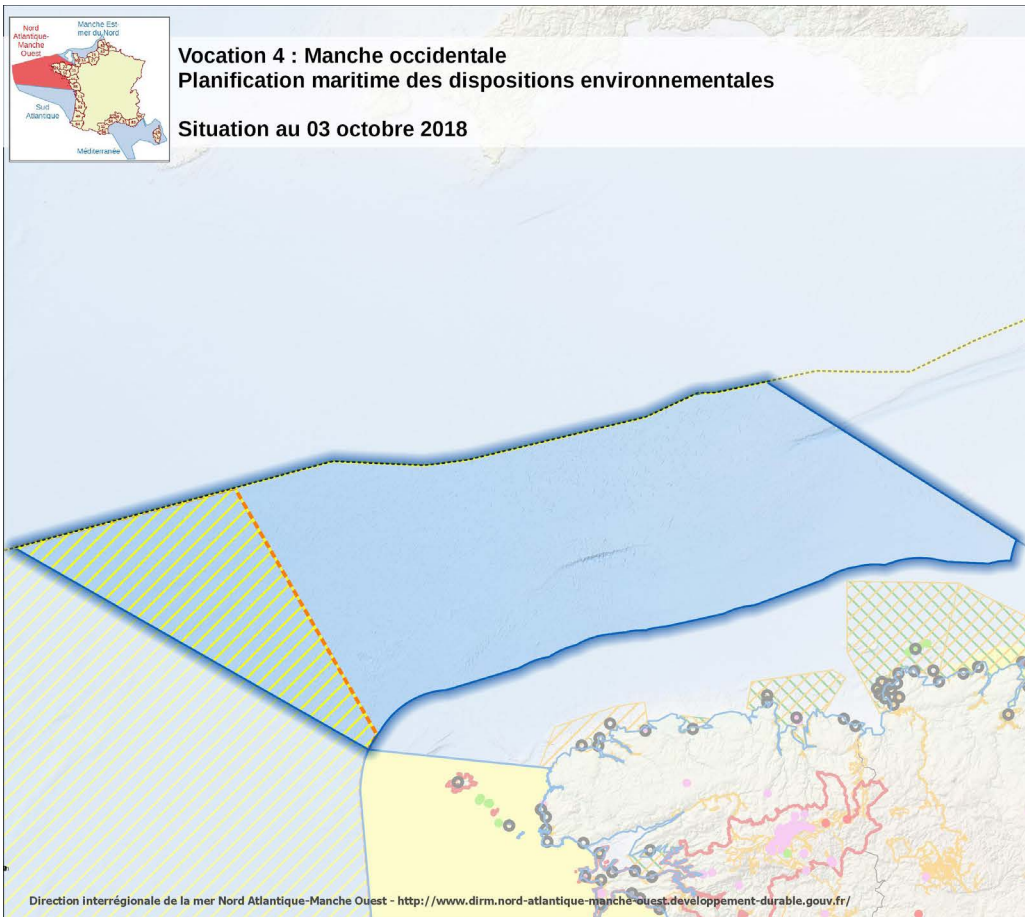 Nord
Atlantique-
Manche
Ouest
Manche Est-
mer du Nord
Sud
Atlantique
Méditerranée
Vocation 4 : Manche occidentale
Planification maritime des dispositions environnementales
Situation au 03 octobre 2018
Direction interrégionale de la mer Nord Atlantique-Manche Ouest - http://www.dirm.nord-atlantique-manche-ouest.developpement-durable.gouv.fr/